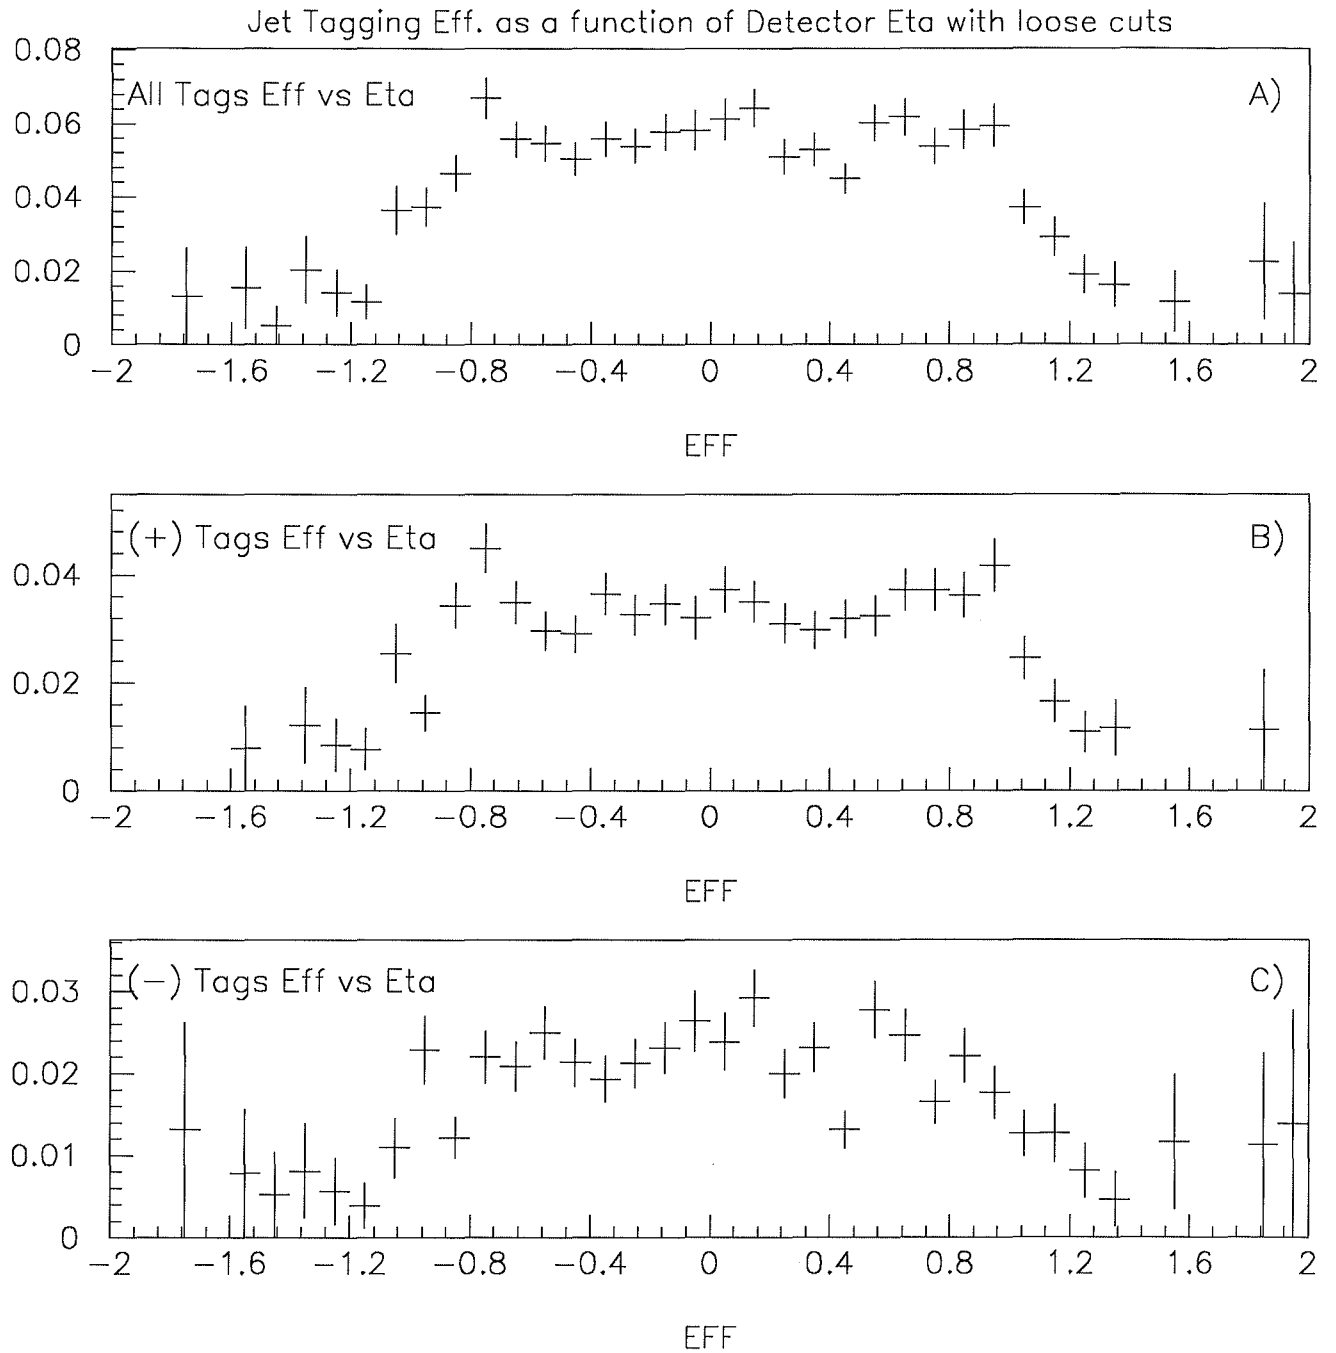 Jet Tagging Eff. as a function of Detector Eta with loose cuts
0.08
All Tags Eff vs Eta A)
0.06
0.04
0.02
0
-2 -1.6 -1.2 -0.8 -0.4 0 0.4 0.8 1.2 1.6 2
EFF
(+) Tags Eff vs Eta B)
0.04
0.02
0
-2 -1.6 -1.2 -0.8 -0.4 0 0.4 0.8 1.2 1.6 2
EFF
(-) Tags Eff vs Eta C)
0.03
0.02
0.01
0
-2 -1.6 -1.2 -0.8 -0.4 0 0.4 0.8 1.2 1.6 2
EFF